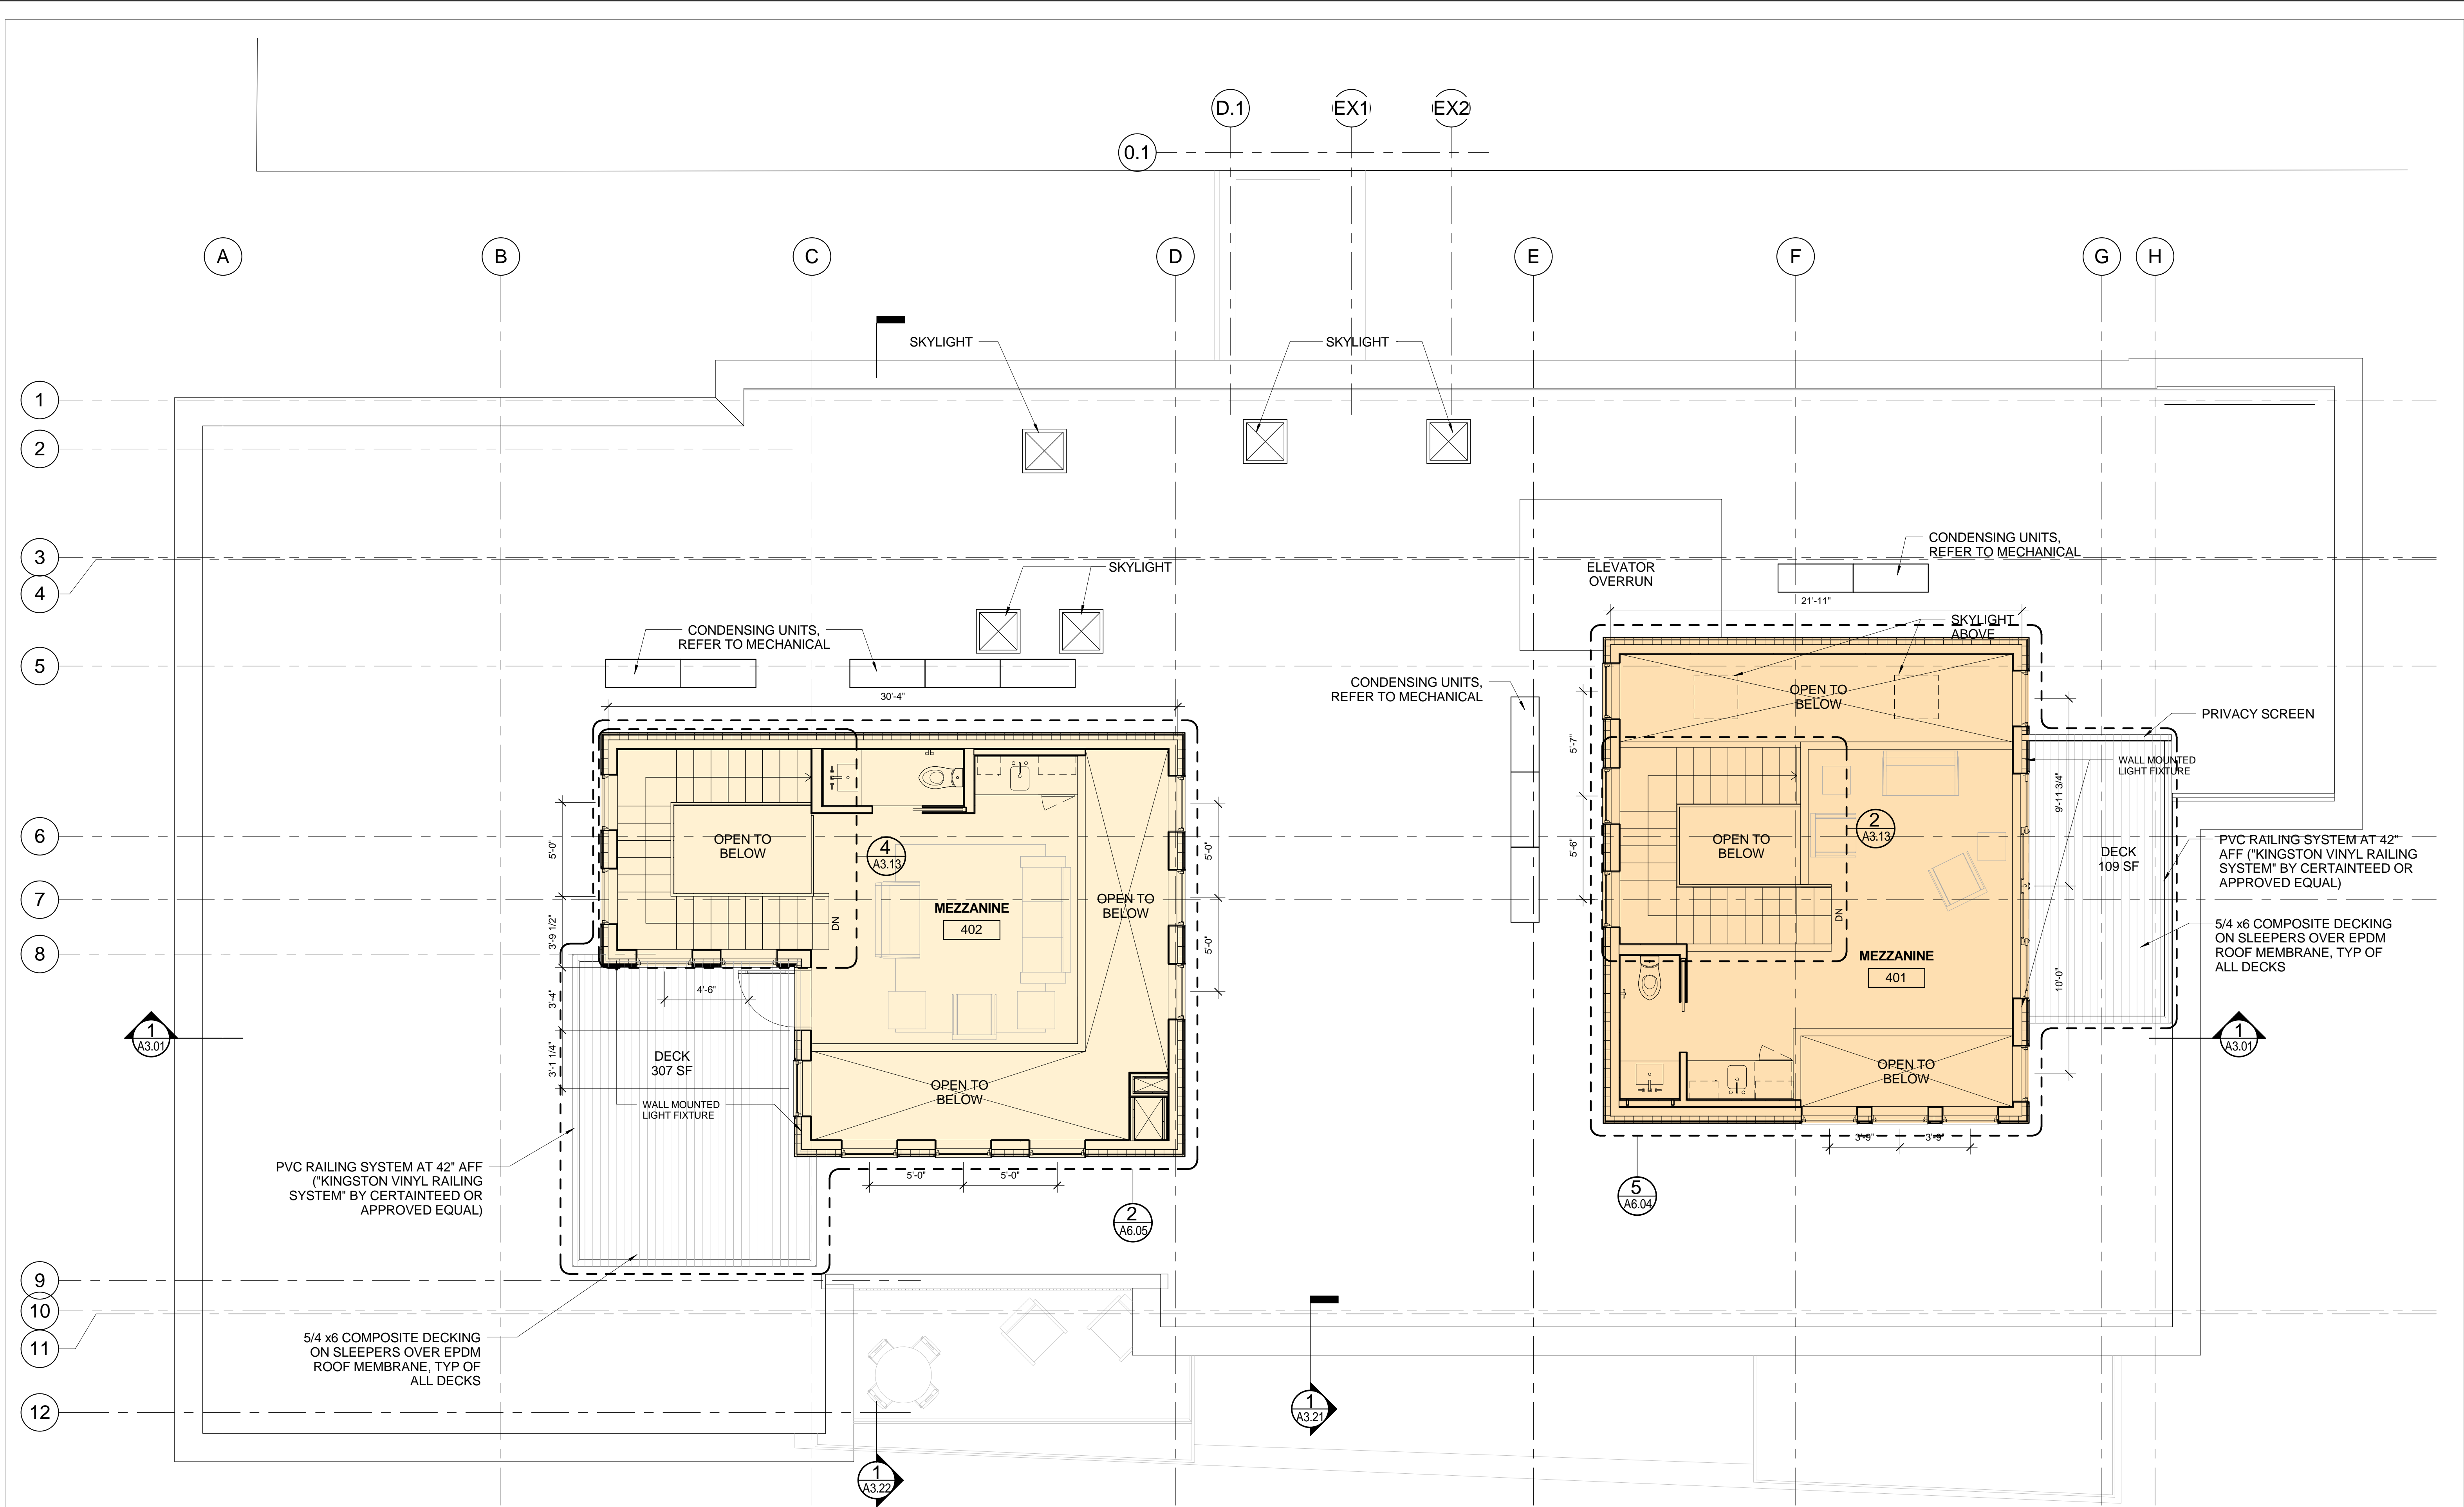 D.1
EX1
EX2
0.1
A
B
C
D
E
F
G
H
SKYLIGHT
SKYLIGHT
1
2
3
4
5
6
7
8
9
10
11
12
SKYLIGHT
CONDENSING UNITS,
REFER TO MECHANICAL
30'-4"
ELEVATOR
OVERRUN
CONDENSING UNITS,
REFER TO MECHANICAL
21'-11"
SKYLIGHT
ABOVE
CONDENSING UNITS,
REFER TO MECHANICAL
OPEN TO
BELOW
PRIVACY SCREEN
WALL MOUNTED
LIGHT FIXTURE
5'-7"
5'-6"
9'-11 3/4"
10'-0"
OPEN TO
BELOW
4
A3.13
5'-0"
3'-9 1/2"
3'-4"
3'-1 1/4"
4'-6"
DN
MEZZANINE
402
OPEN TO
BELOW
5'-0"
5'-0"
OPEN TO
BELOW
2
A3.13
DN
MEZZANINE
401
DECK
109 SF
PVC RAILING SYSTEM AT 42"
AFF ("KINGSTON VINYL RAILING
SYSTEM" BY CERTAINTEED OR
APPROVED EQUAL)
5/4 x6 COMPOSITE DECKING
ON SLEEPERS OVER EPDM
ROOF MEMBRANE, TYP OF
ALL DECKS
1
A3.01
1
A3.01
DECK
307 SF
OPEN TO
BELOW
OPEN TO
BELOW
WALL MOUNTED
LIGHT FIXTURE
3'-9"
3'-9"
PVC RAILING SYSTEM AT 42" AFF
("KINGSTON VINYL RAILING
SYSTEM" BY CERTAINTEED OR
APPROVED EQUAL)
5'-0"
5'-0"
2
A6.05
5
A6.04
5/4 x6 COMPOSITE DECKING
ON SLEEPERS OVER EPDM
ROOF MEMBRANE, TYP OF
ALL DECKS
1
A3.21
1
A3.22